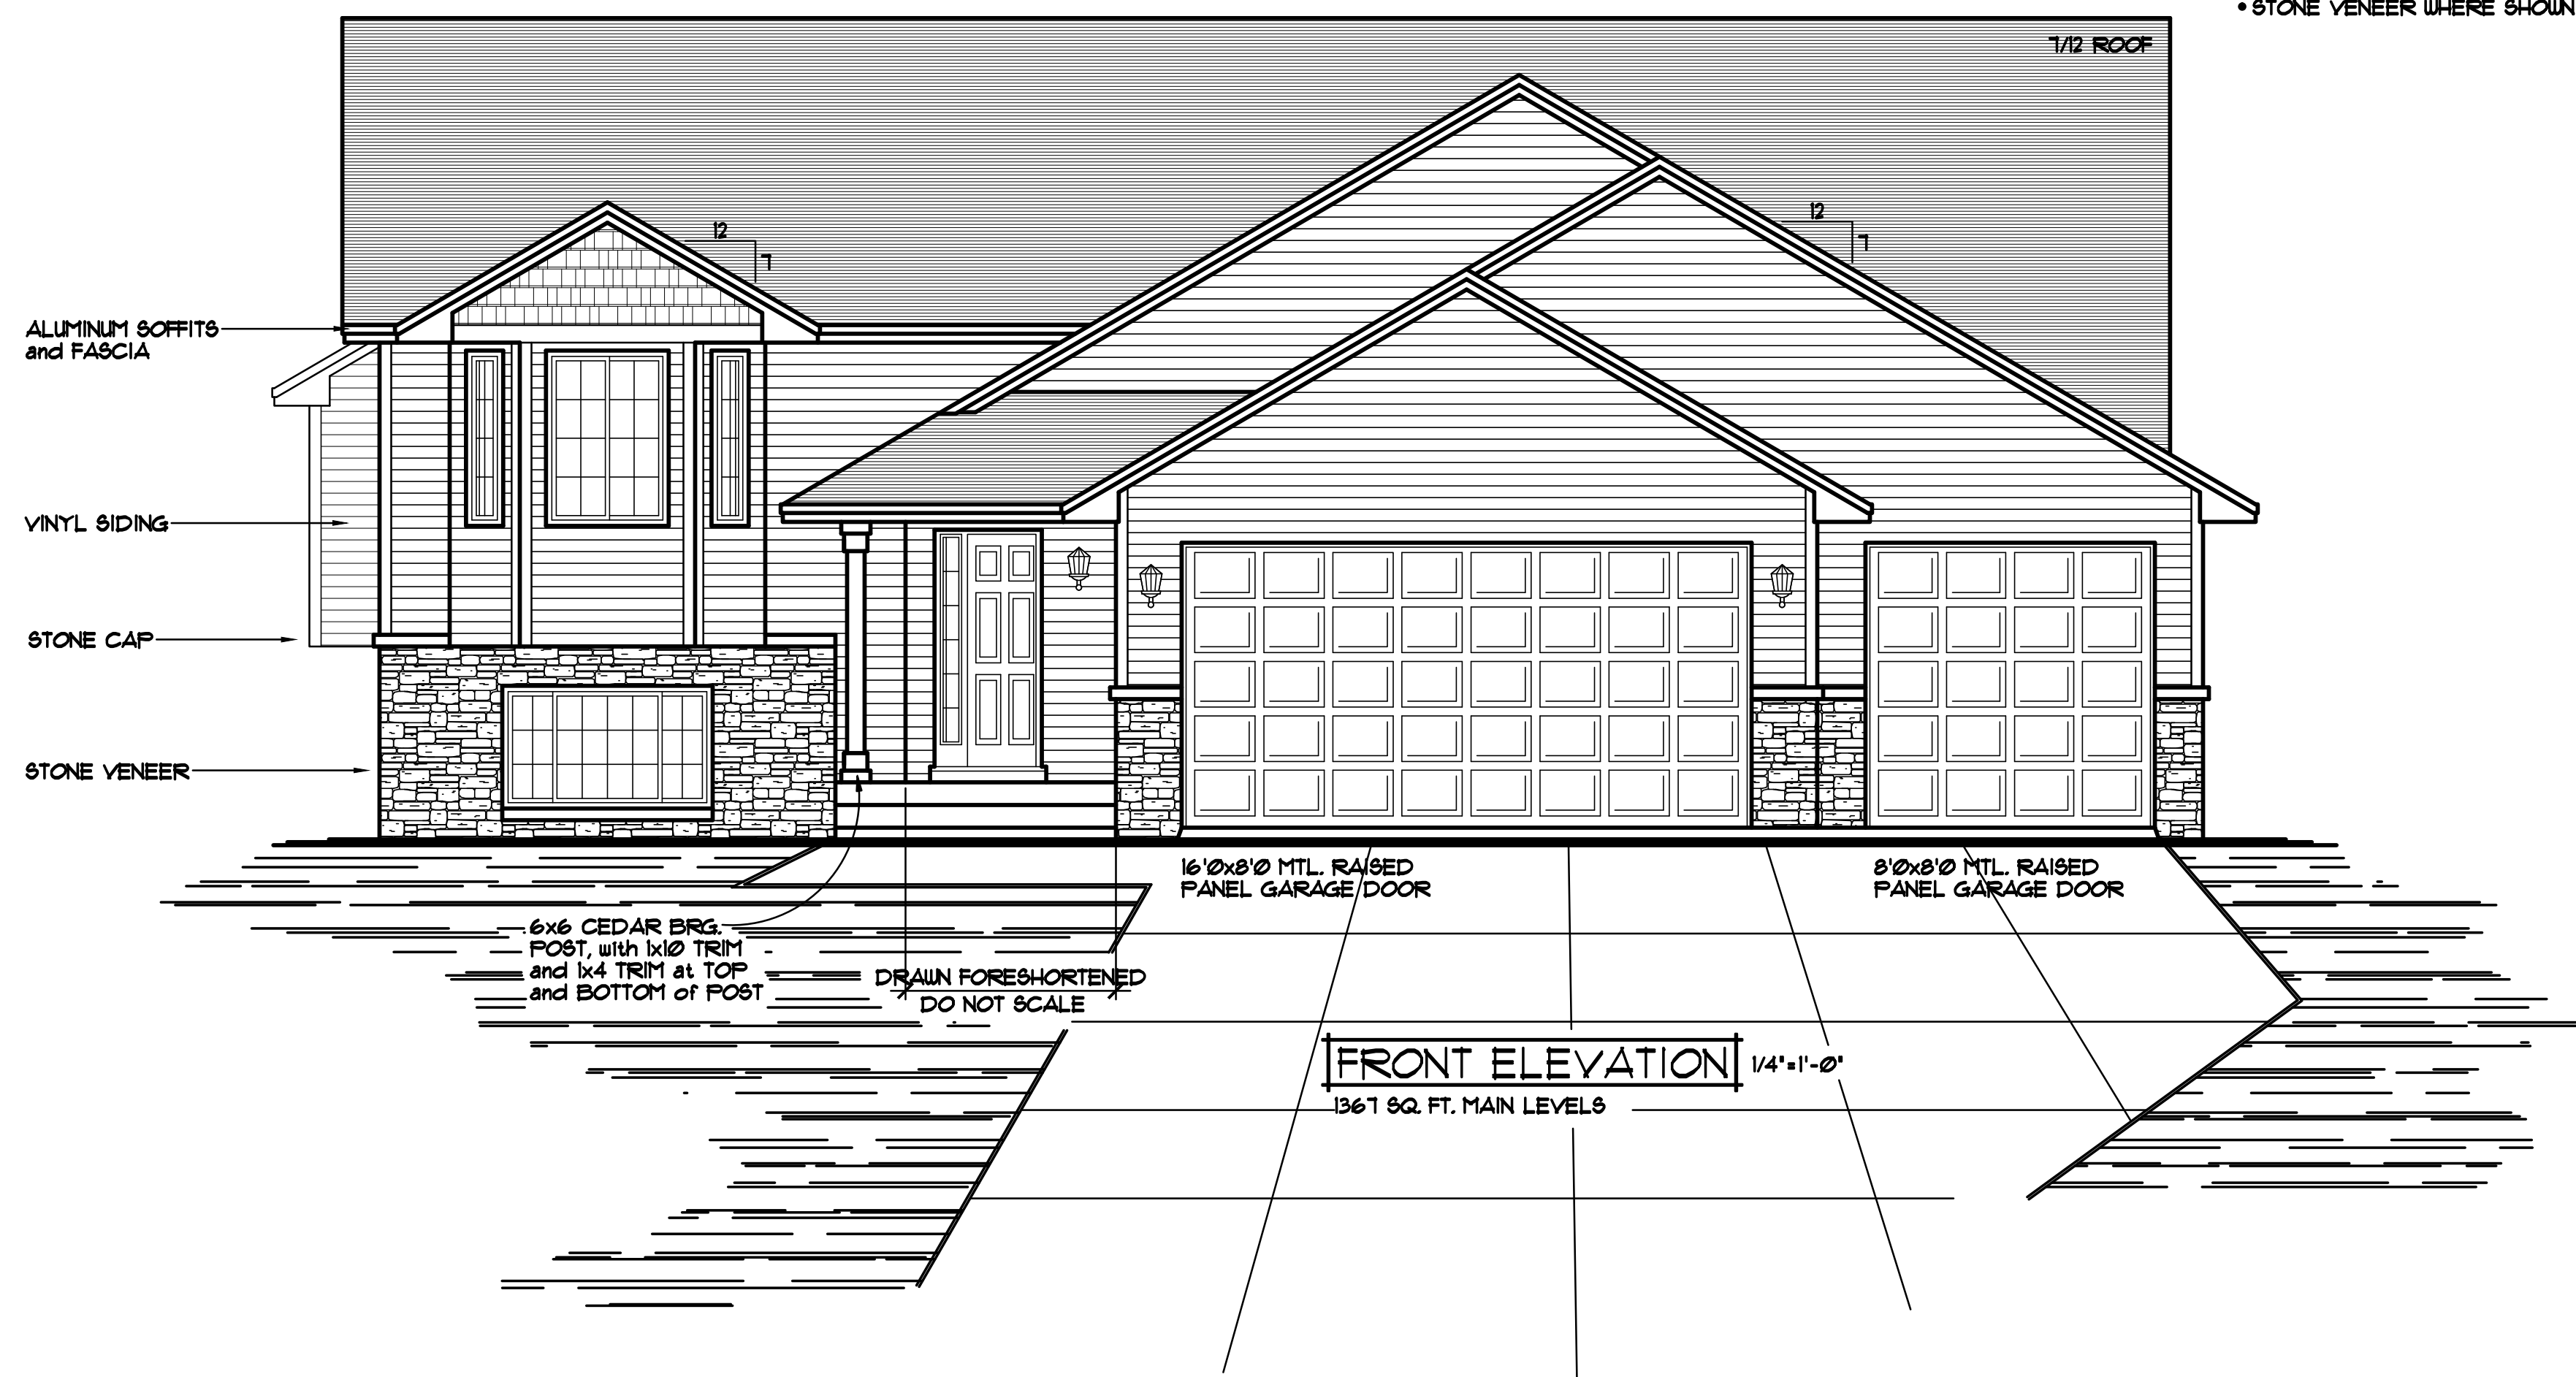 • STONE VENEER WHERE SHOWN
7/12 ROOF
12
7
12
7
ALUMINUM SOFFITS
and FASCIA
VINYL SIDING
STONE CAP
STONE VENEER
16'0x8'0 MTL. RAISED
PANEL GARAGE DOOR
8'0x8'0 MTL. RAISED
PANEL GARAGE DOOR
6x6 CEDAR BRG.
POST, with 1x10 TRIM
and 1x4 TRIM at TOP
and BOTTOM of POST
DRAWN FORESHORTENED
DO NOT SCALE
FRONT ELEVATION 1/4"=1'-0"
1367 SQ. FT. MAIN LEVELS